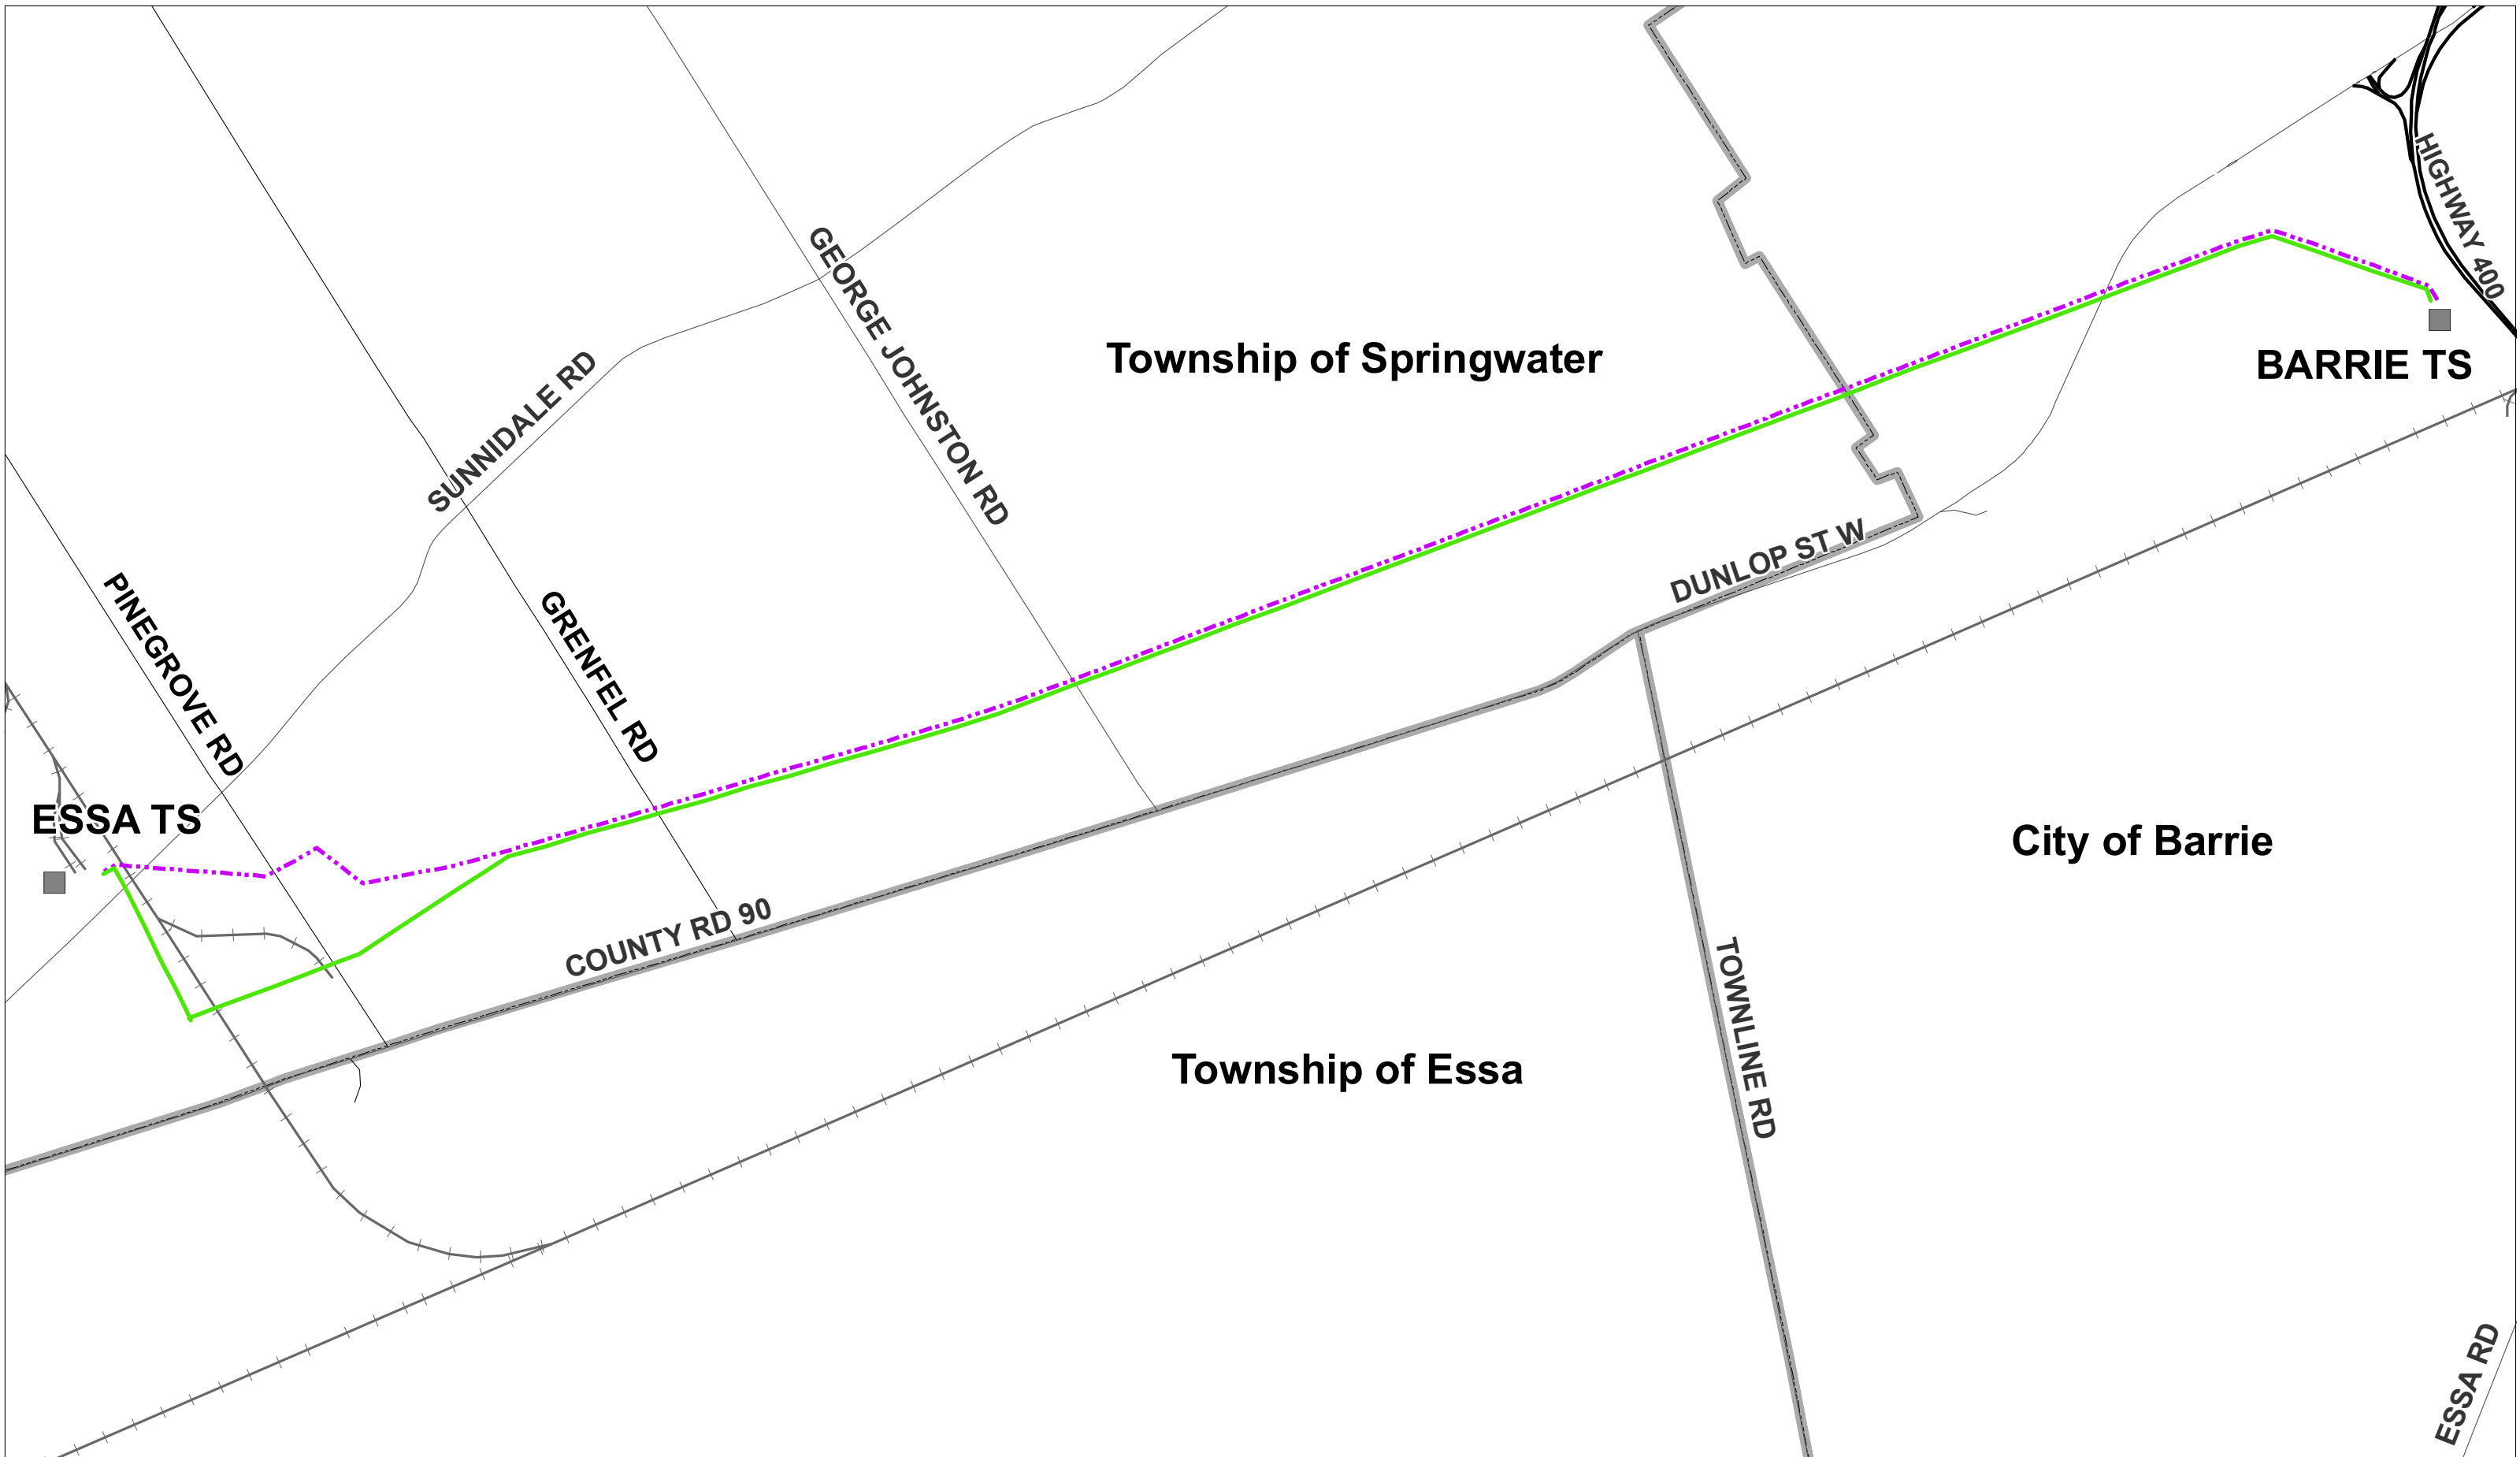 HIGHWAY 400
GEORGE JOHNSTON RD
Township of Springwater
BARRIE TS
SUNNIDALE RD
DUNLOP ST W
PINEGROVE RD
GRENFEL RD
ESSA TS
City of Barrie
COUNTY RD 90
TOWNLINE RD
Township of Essa
ESSA RD